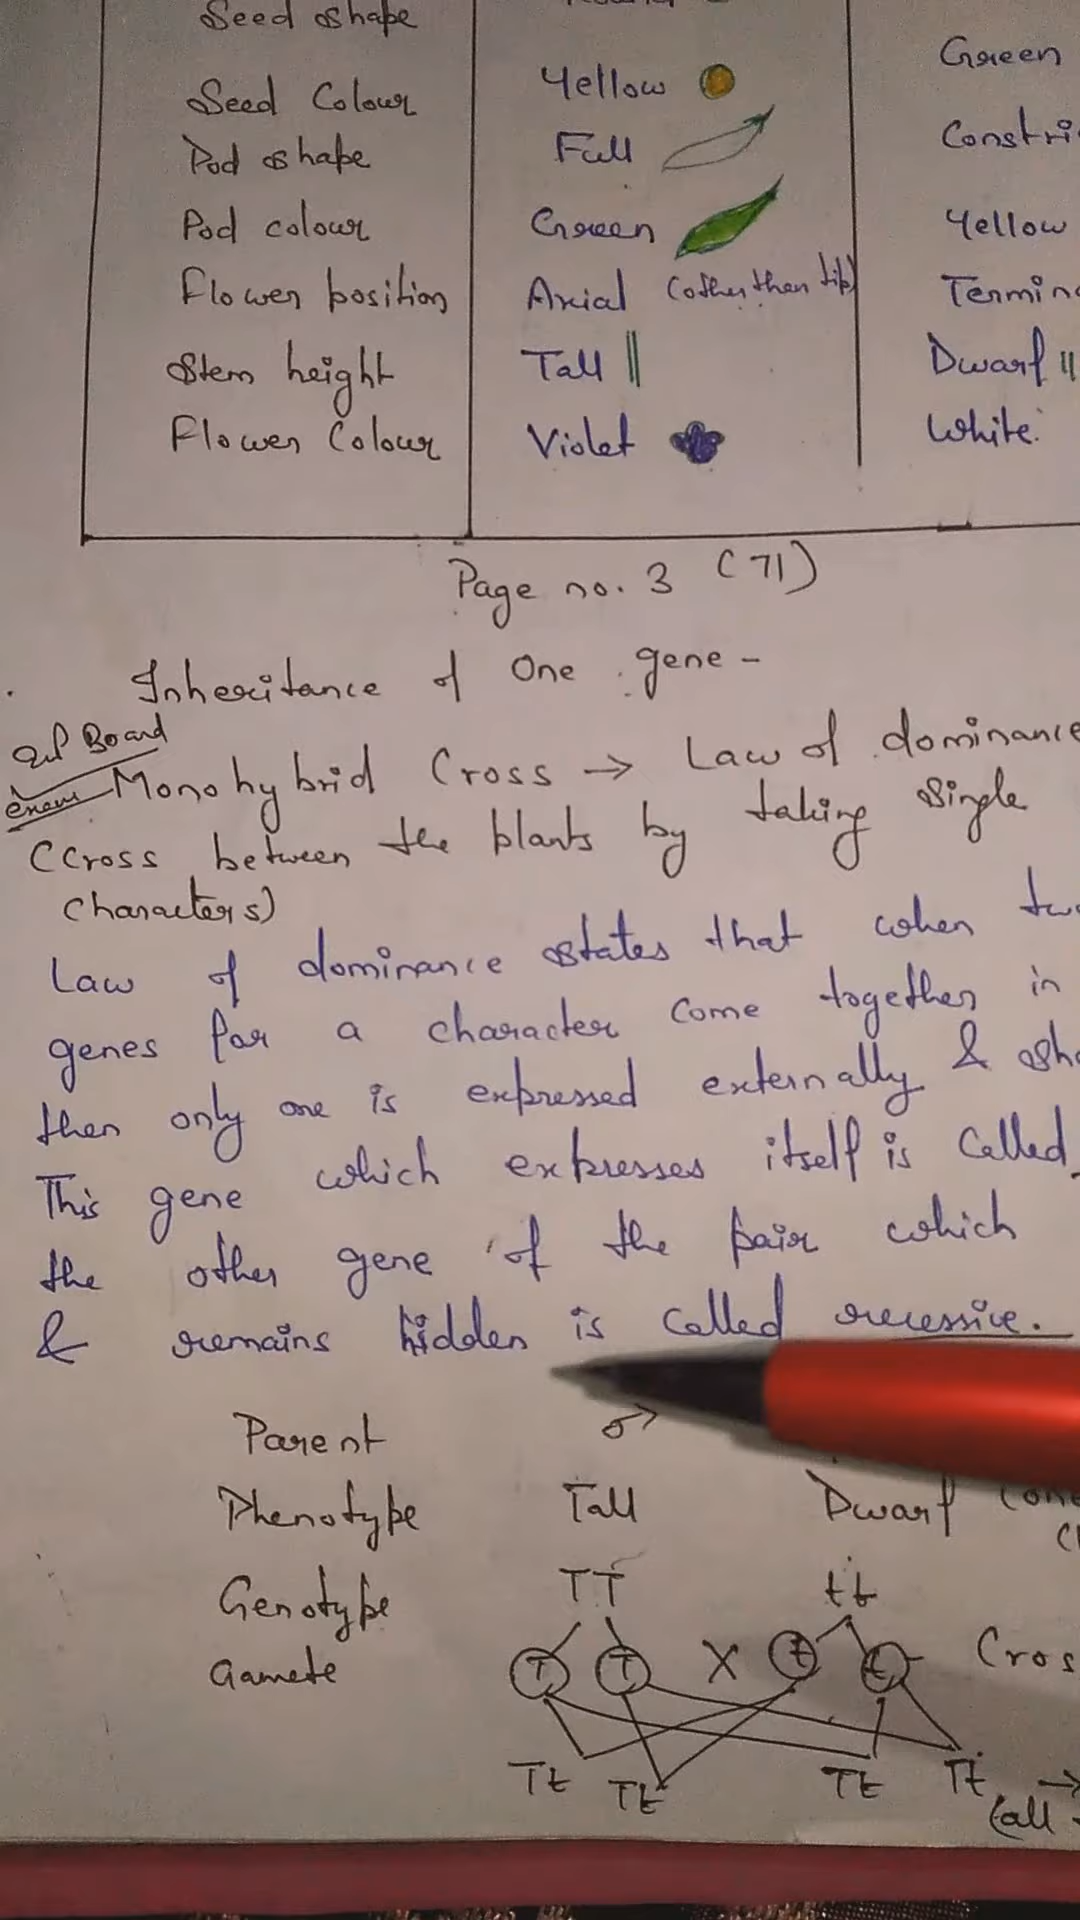 Seed shape
Seed Colour Yellow Green
Pod shape Full
Pod colour Green Yellow
Flower position Axial (other than tip)
Stem height Tall Dwarf
Flower Colour Violet White
Page no. 3 (71)
Inheritance of One gene -
Board
exam Monohybrid Cross → Law of dominance
(Cross between the plants by taking single
characters)
Law of dominance states that when
genes for a character come together in
then only one is expressed externally &
This gene which expresses itself is called
the other gene of the pair which
& remains hidden is called recessive.
Parent ♂
Phenotype Tall Dwarf
Genotype TT tt
Gamete T T X t t
Tt Tt Tt Tt →
(all